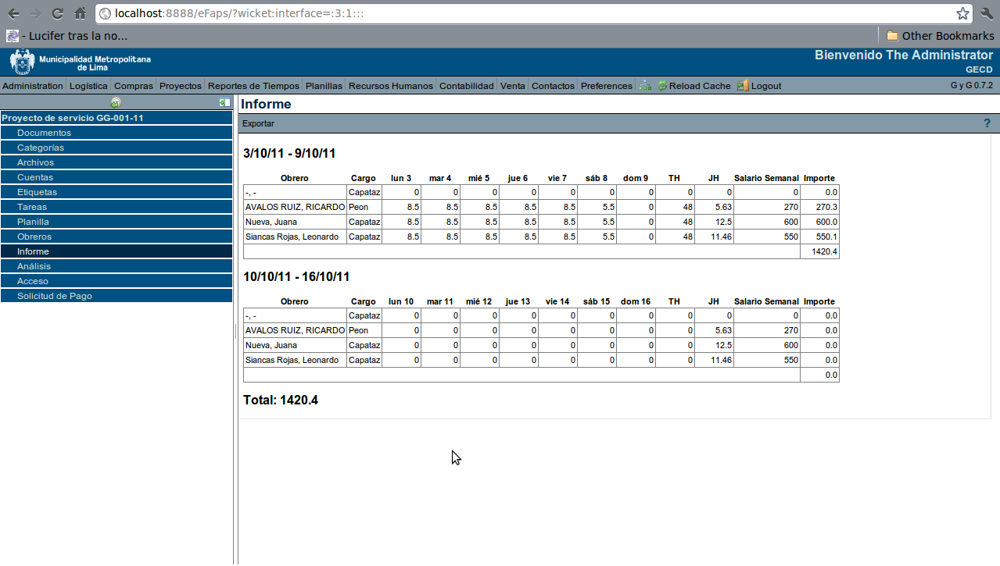 localhost:8888/eFaps/?wicket:interface=:3:1:::
- Lucifer tras la no...
Other Bookmarks
Municipalidad Metropolitana
de Lima
Bienvenido The Administrator
GECD
Administration Logística Compras Proyectos Reportes de Tiempos Planillas Recursos Humanos Contabilidad Venta Contactos Preferences Reload Cache Logout G y G 0.7.2
Proyecto de servicio GG-001-11
Documentos
Categorías
Archivos
Cuentas
Etiquetas
Tareas
Planilla
Obreros
Informe
Análisis
Acceso
Solicitud de Pago
Informe
Exportar ?
3/10/11 - 9/10/11
Obrero Cargo lun 3 mar 4 mié 5 jue 6 vie 7 sáb 8 dom 9 TH JH Salario Semanal Importe
-, - Capataz 0 0 0 0 0 0 0 0 0 0 0.0
AVALOS RUIZ, RICARDO Peon 8.5 8.5 8.5 8.5 8.5 5.5 0 48 5.63 270 270.3
Nueva, Juana Capataz 8.5 8.5 8.5 8.5 8.5 5.5 0 48 12.5 600 600.0
Siancas Rojas, Leonardo Capataz 8.5 8.5 8.5 8.5 8.5 5.5 0 48 11.46 550 550.1
1420.4
10/10/11 - 16/10/11
Obrero Cargo lun 10 mar 11 mié 12 jue 13 vie 14 sáb 15 dom 16 TH JH Salario Semanal Importe
-, - Capataz 0 0 0 0 0 0 0 0 0 0 0.0
AVALOS RUIZ, RICARDO Peon 0 0 0 0 0 0 0 0 5.63 270 0.0
Nueva, Juana Capataz 0 0 0 0 0 0 0 0 12.5 600 0.0
Siancas Rojas, Leonardo Capataz 0 0 0 0 0 0 0 0 11.46 550 0.0
0.0
Total: 1420.4